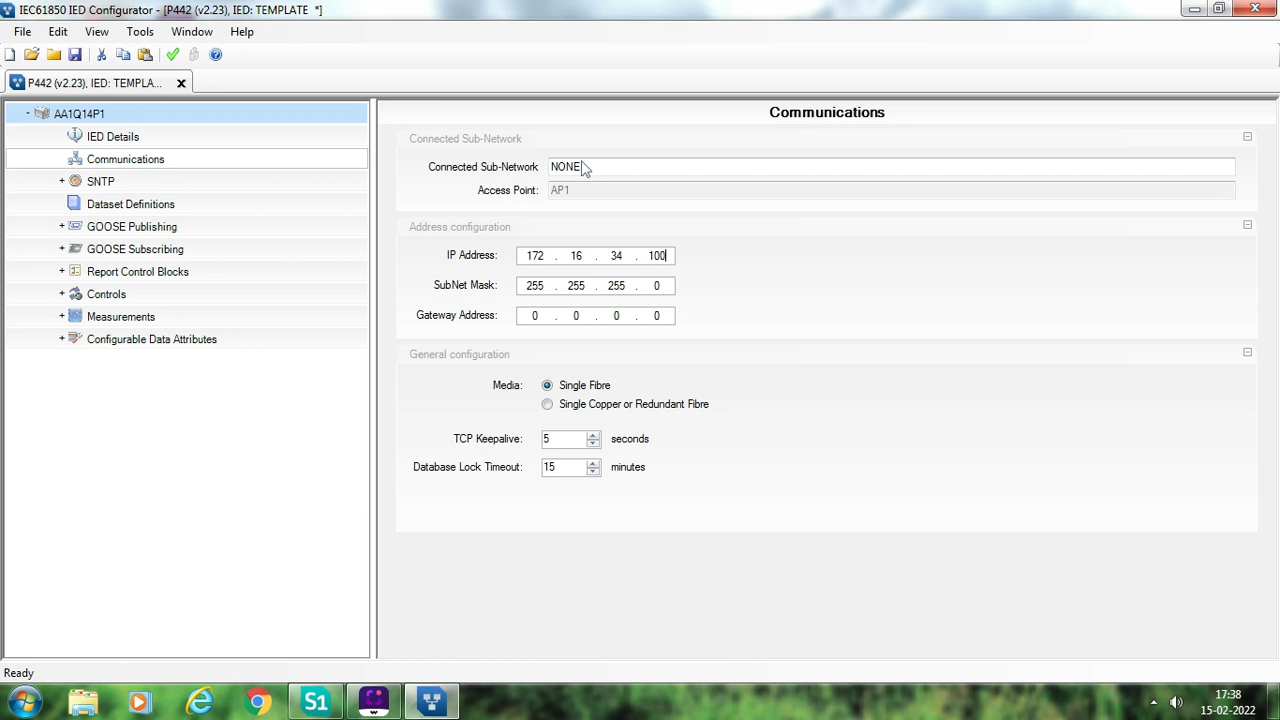 IEC61850 IED Configurator - [P442 (v2.23), IED: TEMPLATE *]
File Edit View Tools Window Help
P442 (v2.23), IED: TEMPLA...
- AA1Q14P1
IED Details
Communications
+ SNTP
Dataset Definitions
+ GOOSE Publishing
+ GOOSE Subscribing
+ Report Control Blocks
+ Controls
+ Measurements
+ Configurable Data Attributes
Communications
Connected Sub-Network
Connected Sub-Network NONE
Access Point: AP1
Address configuration
IP Address: 172 . 16 . 34 . 100
SubNet Mask: 255 . 255 . 255 . 0
Gateway Address: 0 . 0 . 0 . 0
General configuration
Media: Single Fibre
Single Copper or Redundant Fibre
TCP Keepalive: 5 seconds
Database Lock Timeout: 15 minutes
Ready
S1
17:38
15-02-2022